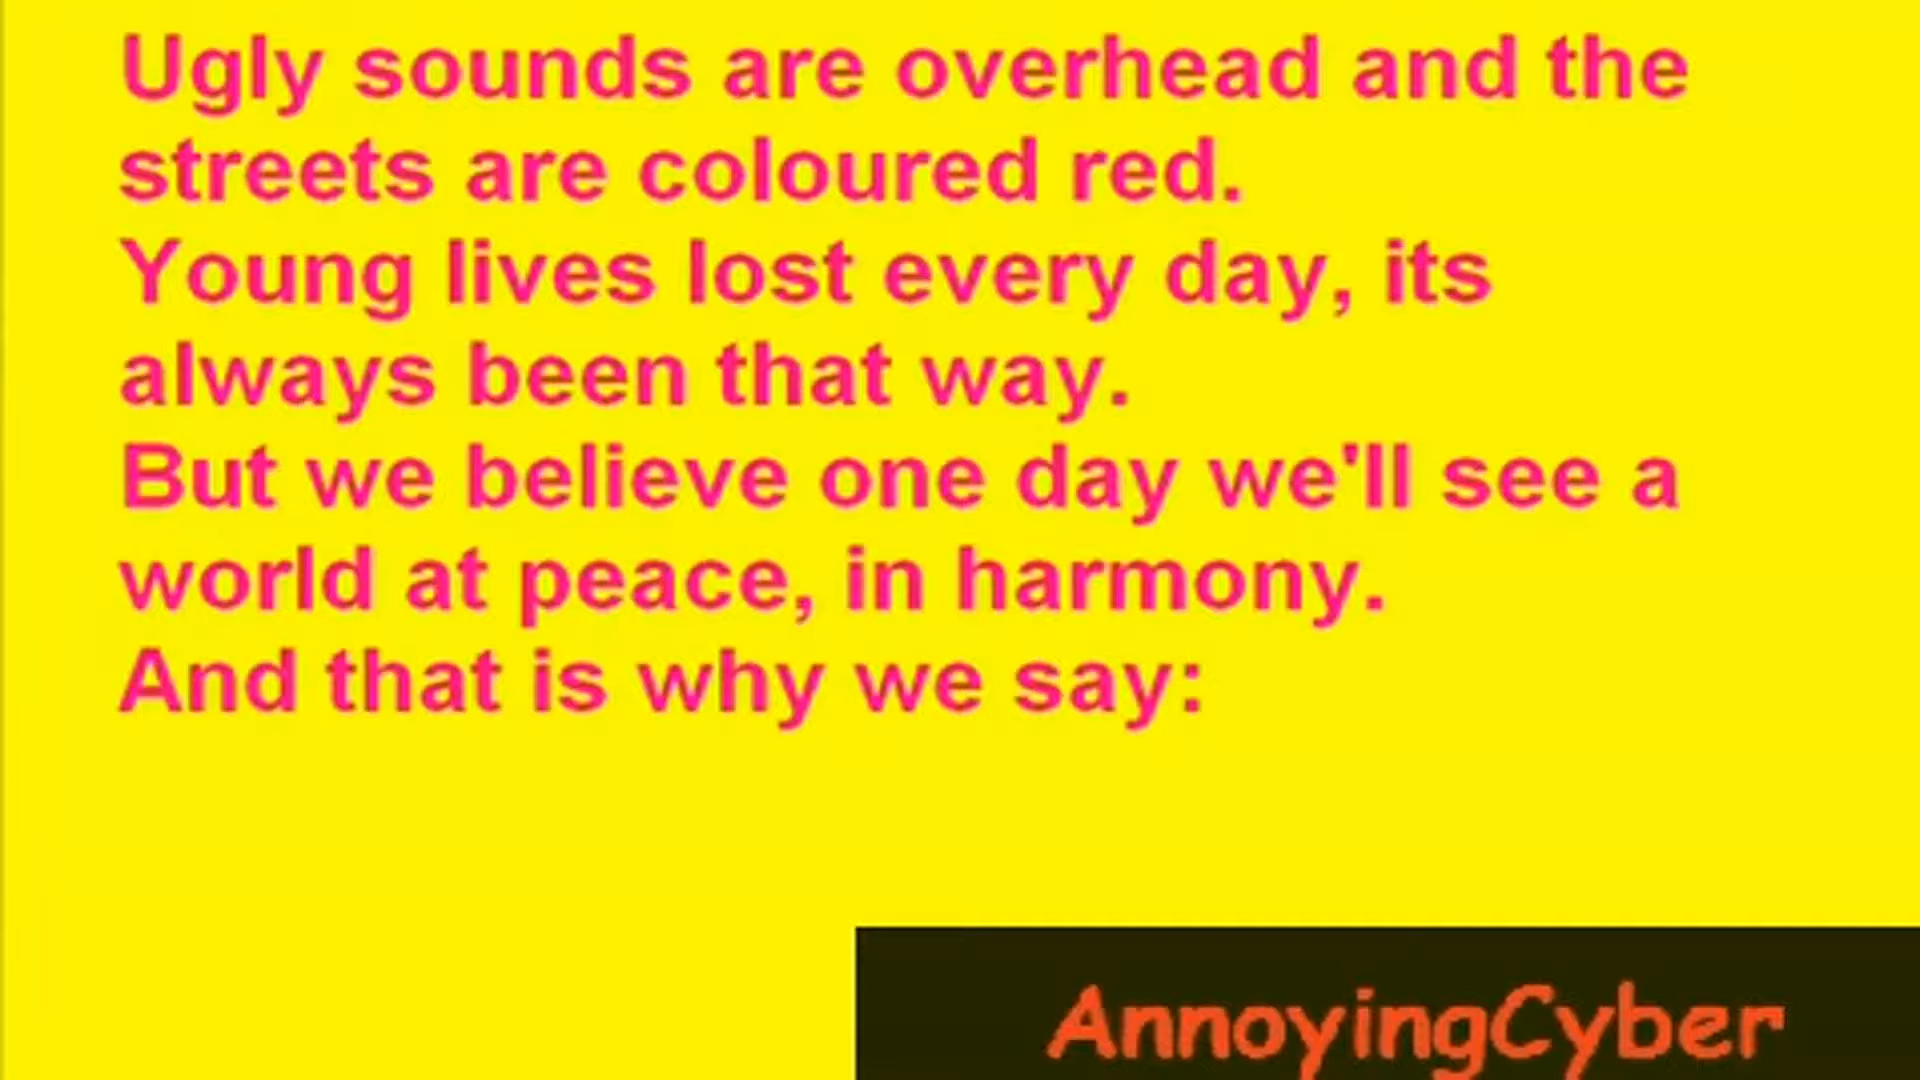 Ugly sounds are overhead and the
streets are coloured red.
Young lives lost every day, its
always been that way.
But we believe one day we'll see a
world at peace, in harmony.
And that is why we say:
AnnoyingCyber